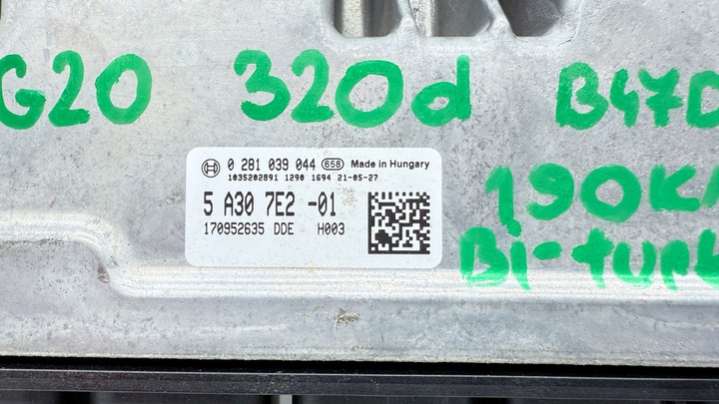 G20 320d B47D
0 281 039 044 658 Made in Hungary
1035202891 1290 1694 21-05-27
5 A30 7E2 -01
170952635 DDE H003
190K
Bi-turb